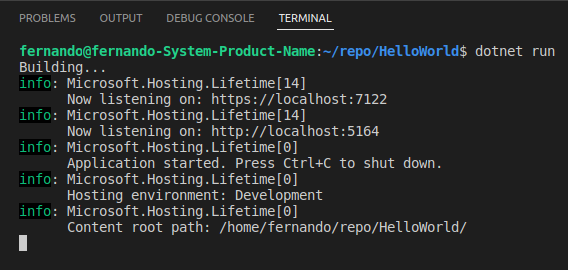 PROBLEMS OUTPUT DEBUG CONSOLE TERMINAL
fernando@fernando-System-Product-Name:~/repo/HelloWorld$ dotnet run
Building...
info: Microsoft.Hosting.Lifetime[14]
Now listening on: https://localhost:7122
info: Microsoft.Hosting.Lifetime[14]
Now listening on: http://localhost:5164
info: Microsoft.Hosting.Lifetime[0]
Application started. Press Ctrl+C to shut down.
info: Microsoft.Hosting.Lifetime[0]
Hosting environment: Development
info: Microsoft.Hosting.Lifetime[0]
Content root path: /home/fernando/repo/HelloWorld/